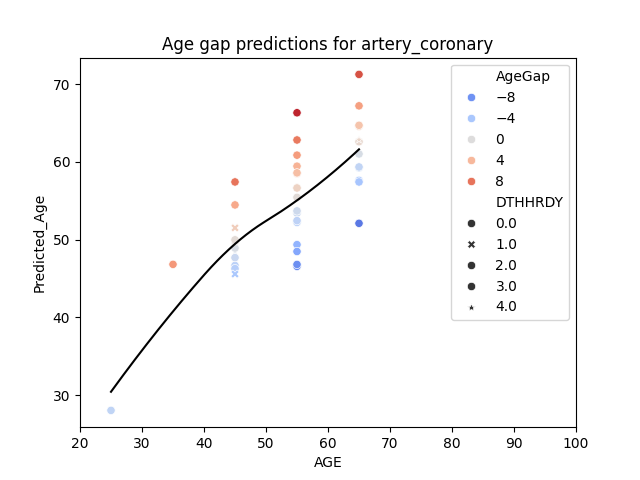 Age gap predictions for artery_coronary
AgeGap
−8
−4
0
4
8
DTHHRDY
0.0
1.0
2.0
3.0
4.0
Predicted_Age
70
60
50
40
30
20 30 40 50 60 70 80 90 100
AGE